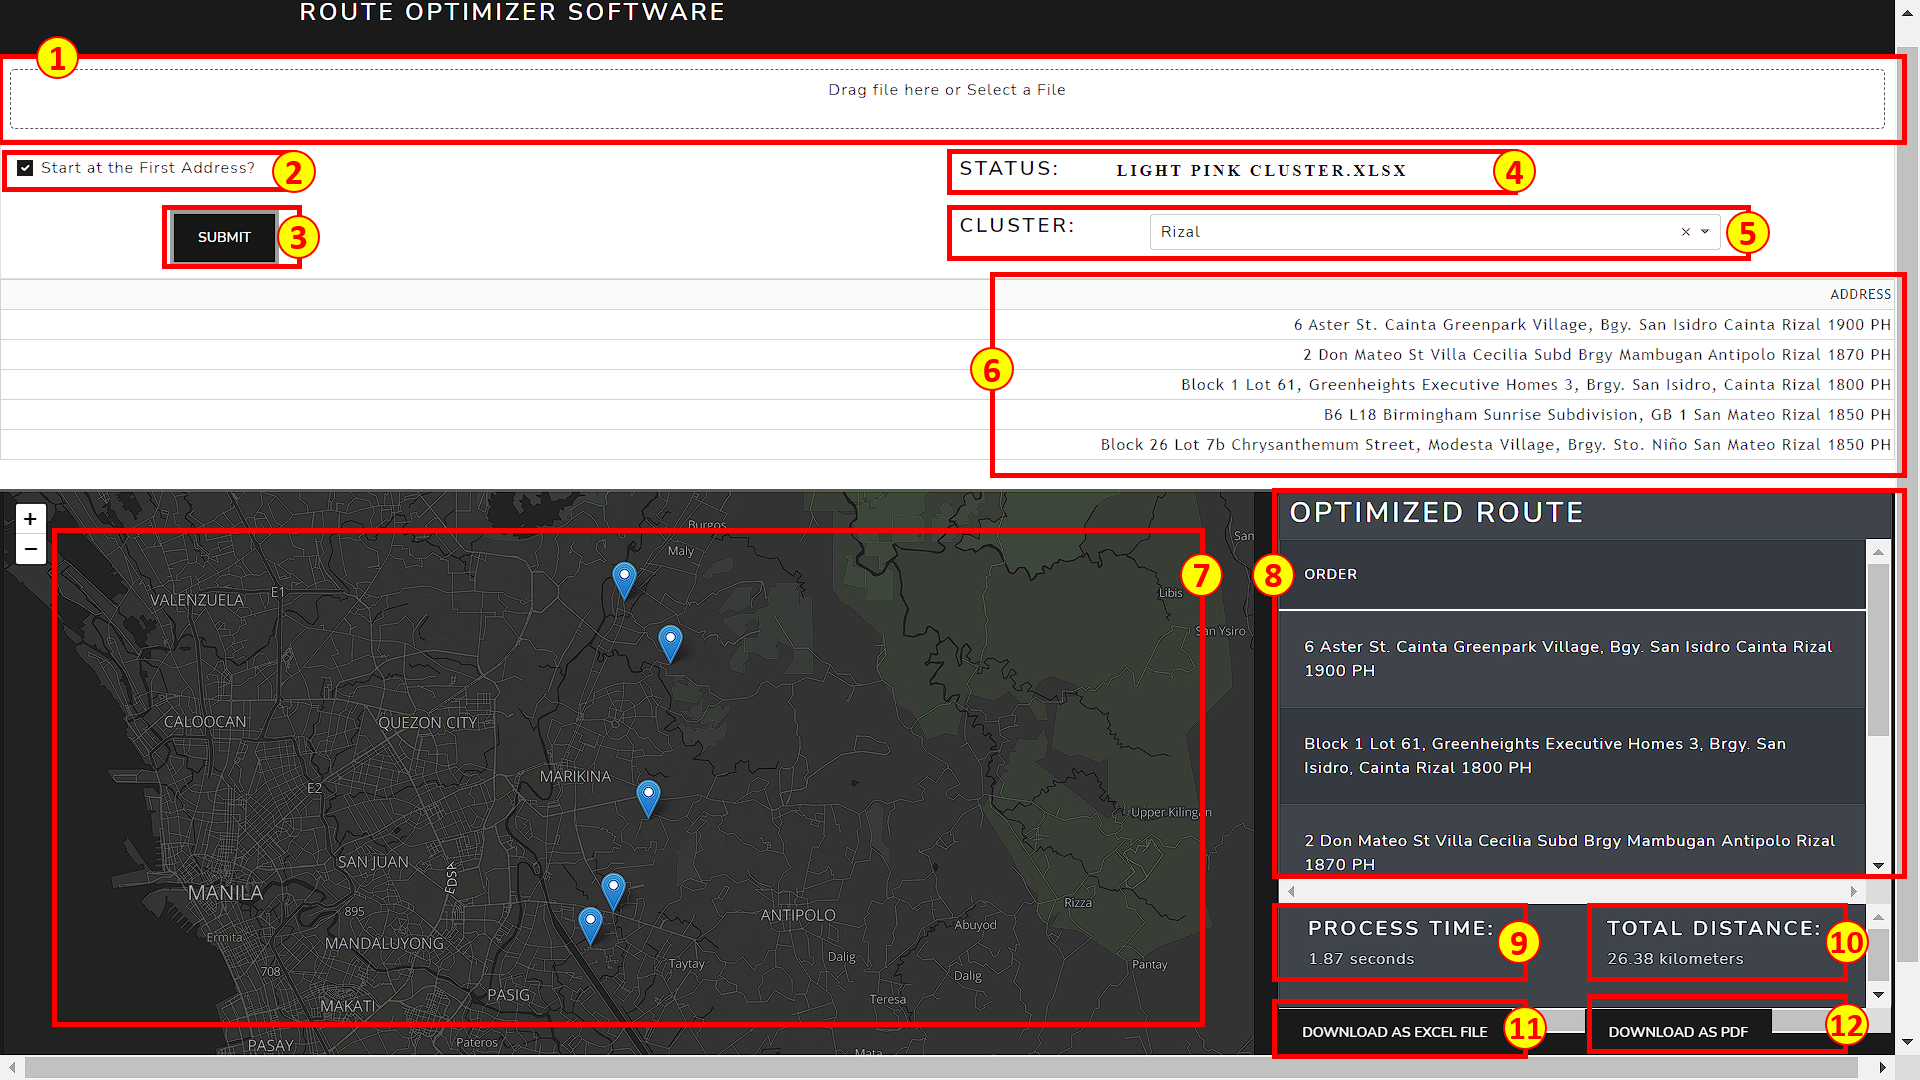 ROUTE OPTIMIZER SOFTWARE
1
Drag file here or Select a File
Start at the First Address?
2
STATUS:
LIGHT PINK CLUSTER.XLSX
4
SUBMIT
3
CLUSTER:
Rizal
×
5
ADDRESS
6 Aster St. Cainta Greenpark Village, Bgy. San Isidro Cainta Rizal 1900 PH
2 Don Mateo St Villa Cecilia Subd Brgy Mambugan Antipolo Rizal 1870 PH
6
Block 1 Lot 61, Greenheights Executive Homes 3, Brgy. San Isidro, Cainta Rizal 1800 PH
B6 L18 Birmingham Sunrise Subdivision, GB 1 San Mateo Rizal 1850 PH
Block 26 Lot 7b Chrysanthemum Street, Modesta Village, Brgy. Sto. Niño San Mateo Rizal 1850 PH
+
−
Burgos
Maly
San
7
VALENZUELA
E1
Libis
San Ysiro
CALOOCAN
QUEZON CITY
MARIKINA
E2
Upper Kilingan
SAN JUAN
EDSA
MANILA
895
ANTIPOLO
Rizza
Ermita
MANDALUYONG
Abuyod
Dalig
708
Taytay
Dalig
Pantay
MAKATI
PASIG
Teresa
PASAY
Pateros
Mata
OPTIMIZED ROUTE
8
ORDER
6 Aster St. Cainta Greenpark Village, Bgy. San Isidro Cainta Rizal
1900 PH
Block 1 Lot 61, Greenheights Executive Homes 3, Brgy. San
Isidro, Cainta Rizal 1800 PH
2 Don Mateo St Villa Cecilia Subd Brgy Mambugan Antipolo Rizal
1870 PH
PROCESS TIME:
1.87 seconds
9
TOTAL DISTANCE:
26.38 kilometers
10
DOWNLOAD AS EXCEL FILE
11
DOWNLOAD AS PDF
12